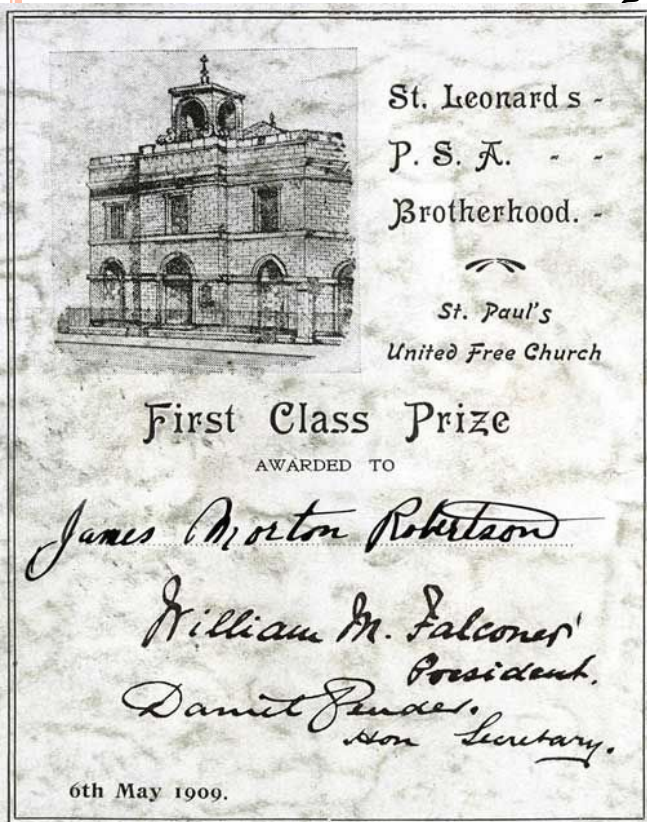 St. Leonard s -
P. S. A. - -
Brotherhood. -
St. Paul's
United Free Church
First Class Prize
AWARDED TO
James Morton Robertson
William M. Falconer
President.
Daniel Pender.
Hon Secretary.
6th May 1909.